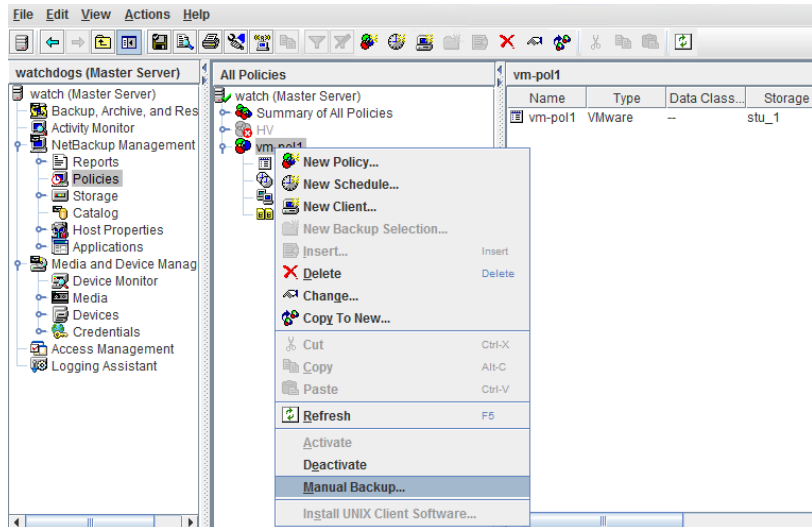 File Edit View Actions Help
watchdogs (Master Server)
watch (Master Server)
Backup, Archive, and Res
Activity Monitor
NetBackup Management
Reports
Policies
Storage
Catalog
Host Properties
Applications
Media and Device Manag
Device Monitor
Media
Devices
Credentials
Access Management
Logging Assistant
All Policies
watch (Master Server)
Summary of All Policies
HV
vm-pol1
New Policy...
New Schedule...
New Client...
New Backup Selection...
Insert... Insert
Delete Delete
Change...
Copy To New...
Cut Ctrl-X
Copy Alt-C
Paste Ctrl-V
Refresh F5
Activate
Deactivate
Manual Backup...
Install UNIX Client Software...
vm-pol1
Name Type Data Class... Storage
vm-pol1 VMware -- stu_1